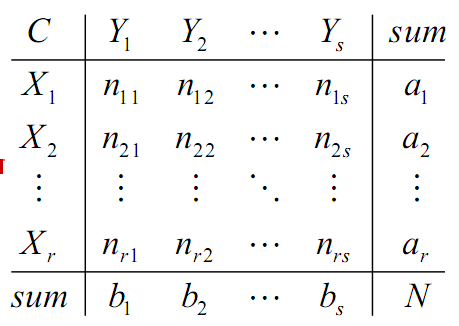 C Y₁ Y₂ ⋯ Yₛ sum
X₁ n₁₁ n₁₂ ⋯ n₁ₛ a₁
X₂ n₂₁ n₂₂ ⋯ n₂ₛ a₂
⋮ ⋮ ⋮ ⋱ ⋮ ⋮
Xᵣ nᵣ₁ nᵣ₂ ⋯ nᵣₛ aᵣ
sum b₁ b₂ ⋯ bₛ N